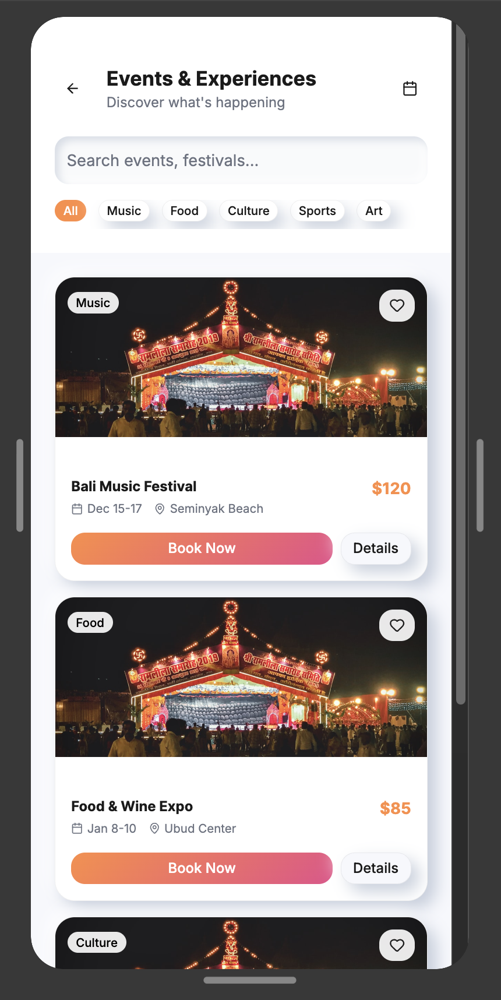 Events & Experiences
Discover what's happening
Search events, festivals...
All Music Food Culture Sports Art
Music
रामलीला समारोह 2019
श्री रामलीला समारोह समिति
आपका हार्दिक
Bali Music Festival
$120
Dec 15-17 Seminyak Beach
Book Now Details
Food
रामलीला समारोह 2019
श्री रामलीला समारोह समिति
आपका हार्दिक
Food & Wine Expo
$85
Jan 8-10 Ubud Center
Book Now Details
Culture